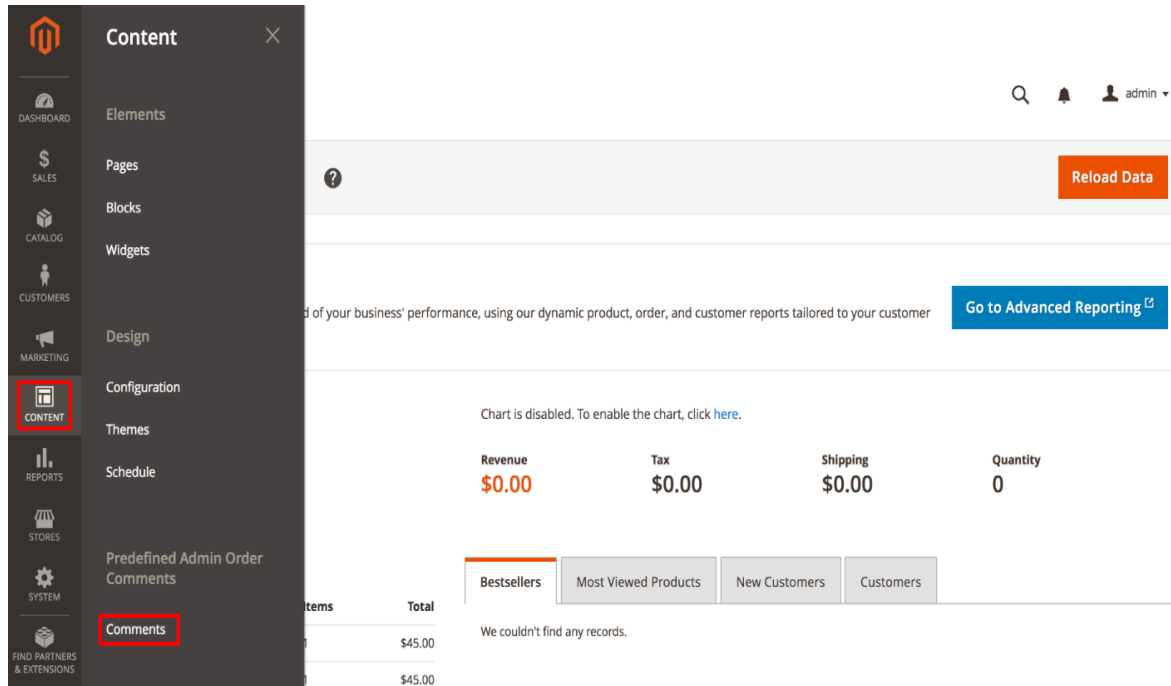 DASHBOARD
SALES
CATALOG
CUSTOMERS
MARKETING
CONTENT
REPORTS
STORES
SYSTEM
FIND PARTNERS
& EXTENSIONS
Content
Elements
Pages
Blocks
Widgets
Design
Configuration
Themes
Schedule
Predefined Admin Order
Comments
Comments
admin
Reload Data
of your business' performance, using our dynamic product, order, and customer reports tailored to your customer
Go to Advanced Reporting
Chart is disabled. To enable the chart, click here.
Revenue Tax Shipping Quantity
$0.00 $0.00 $0.00 0
Bestsellers Most Viewed Products New Customers Customers
We couldn't find any records.
Items Total
$45.00
$45.00